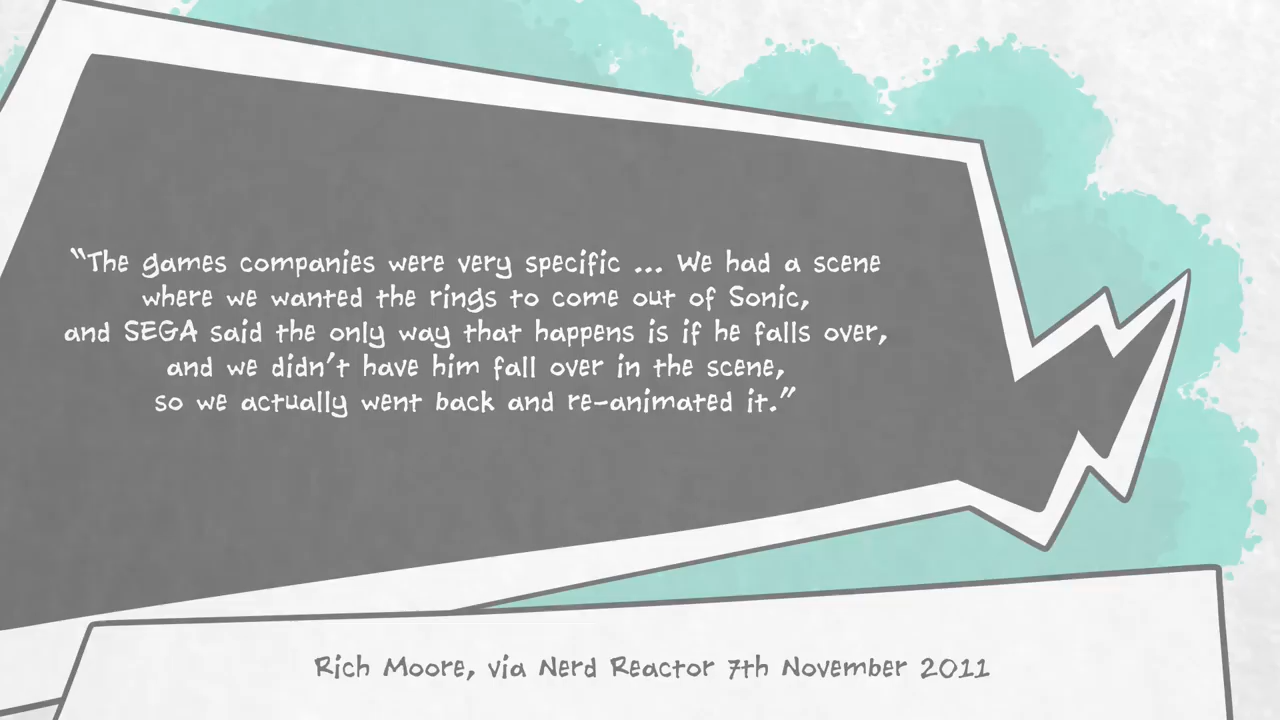 “The games companies were very specific ... We had a scene
where we wanted the rings to come out of Sonic,
and SEGA said the only way that happens is if he falls over,
and we didn’t have him fall over in the scene,
so we actually went back and re-animated it.”
Rich Moore, via Nerd Reactor 7th November 2011